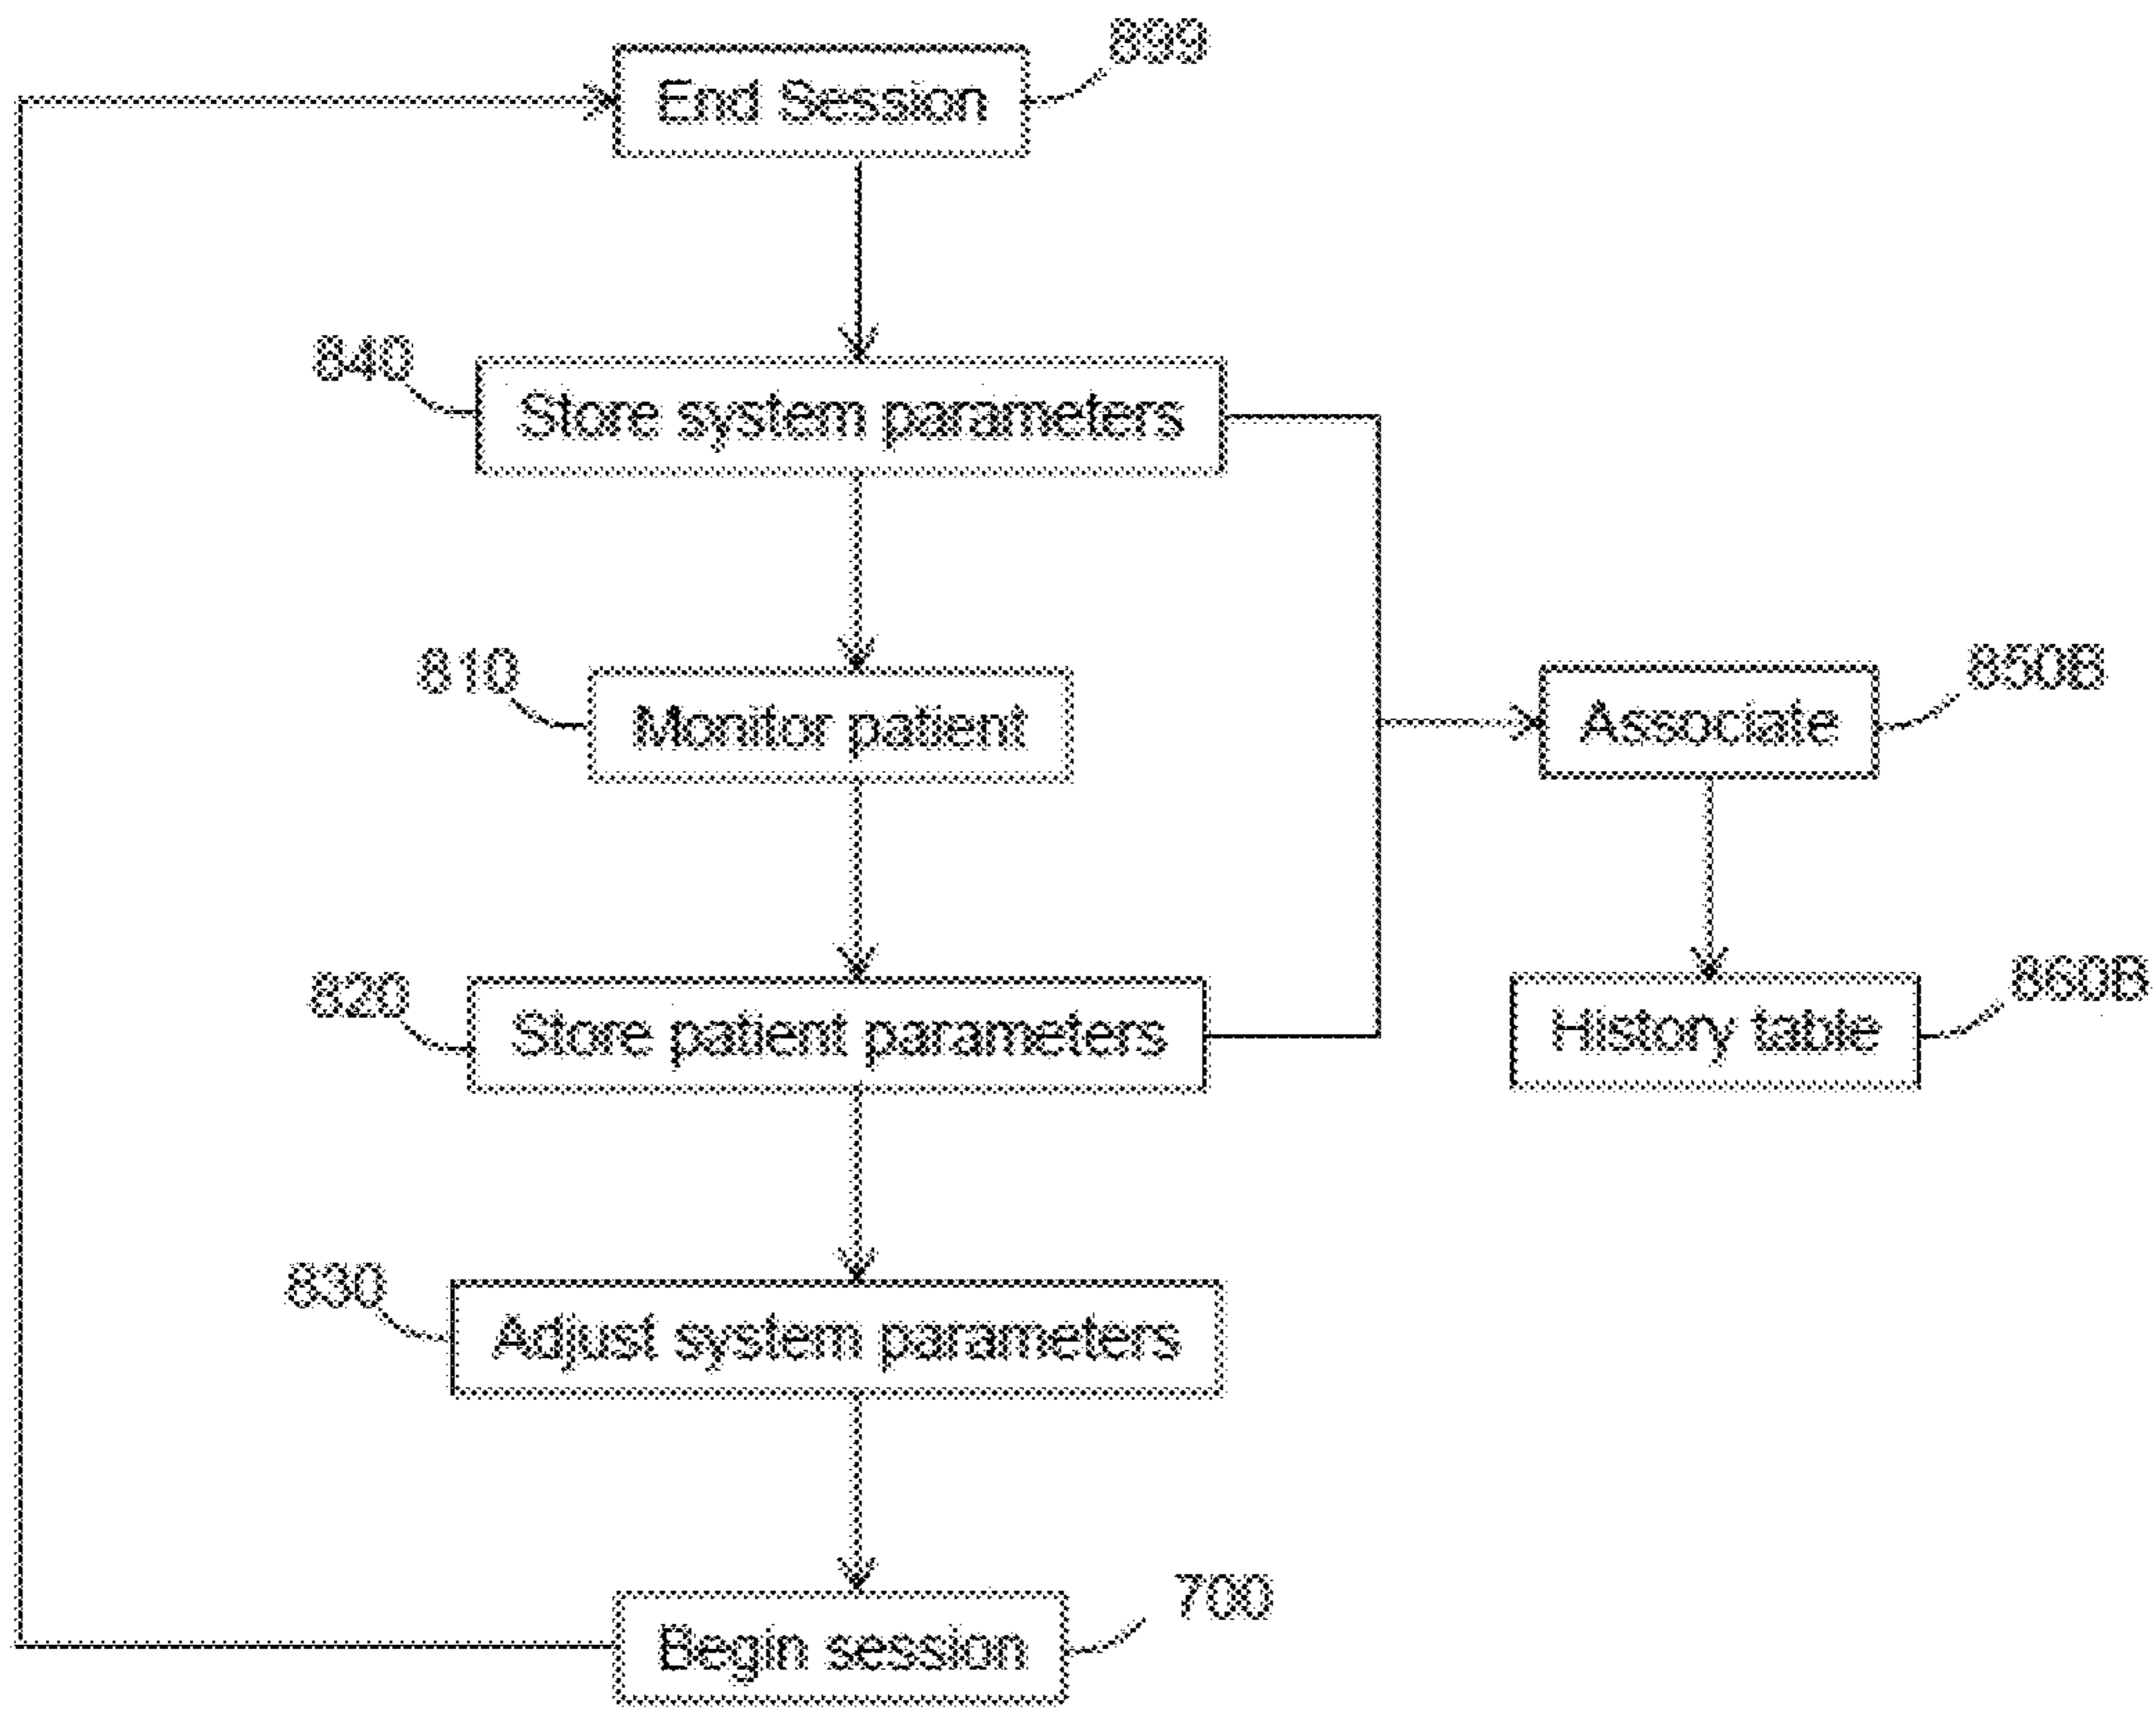 899
End Session
840
Store system parameters
810
Monitor patient
850B
Associate
820
Store patient parameters
860B
History table
830
Adjust system parameters
700
Begin session